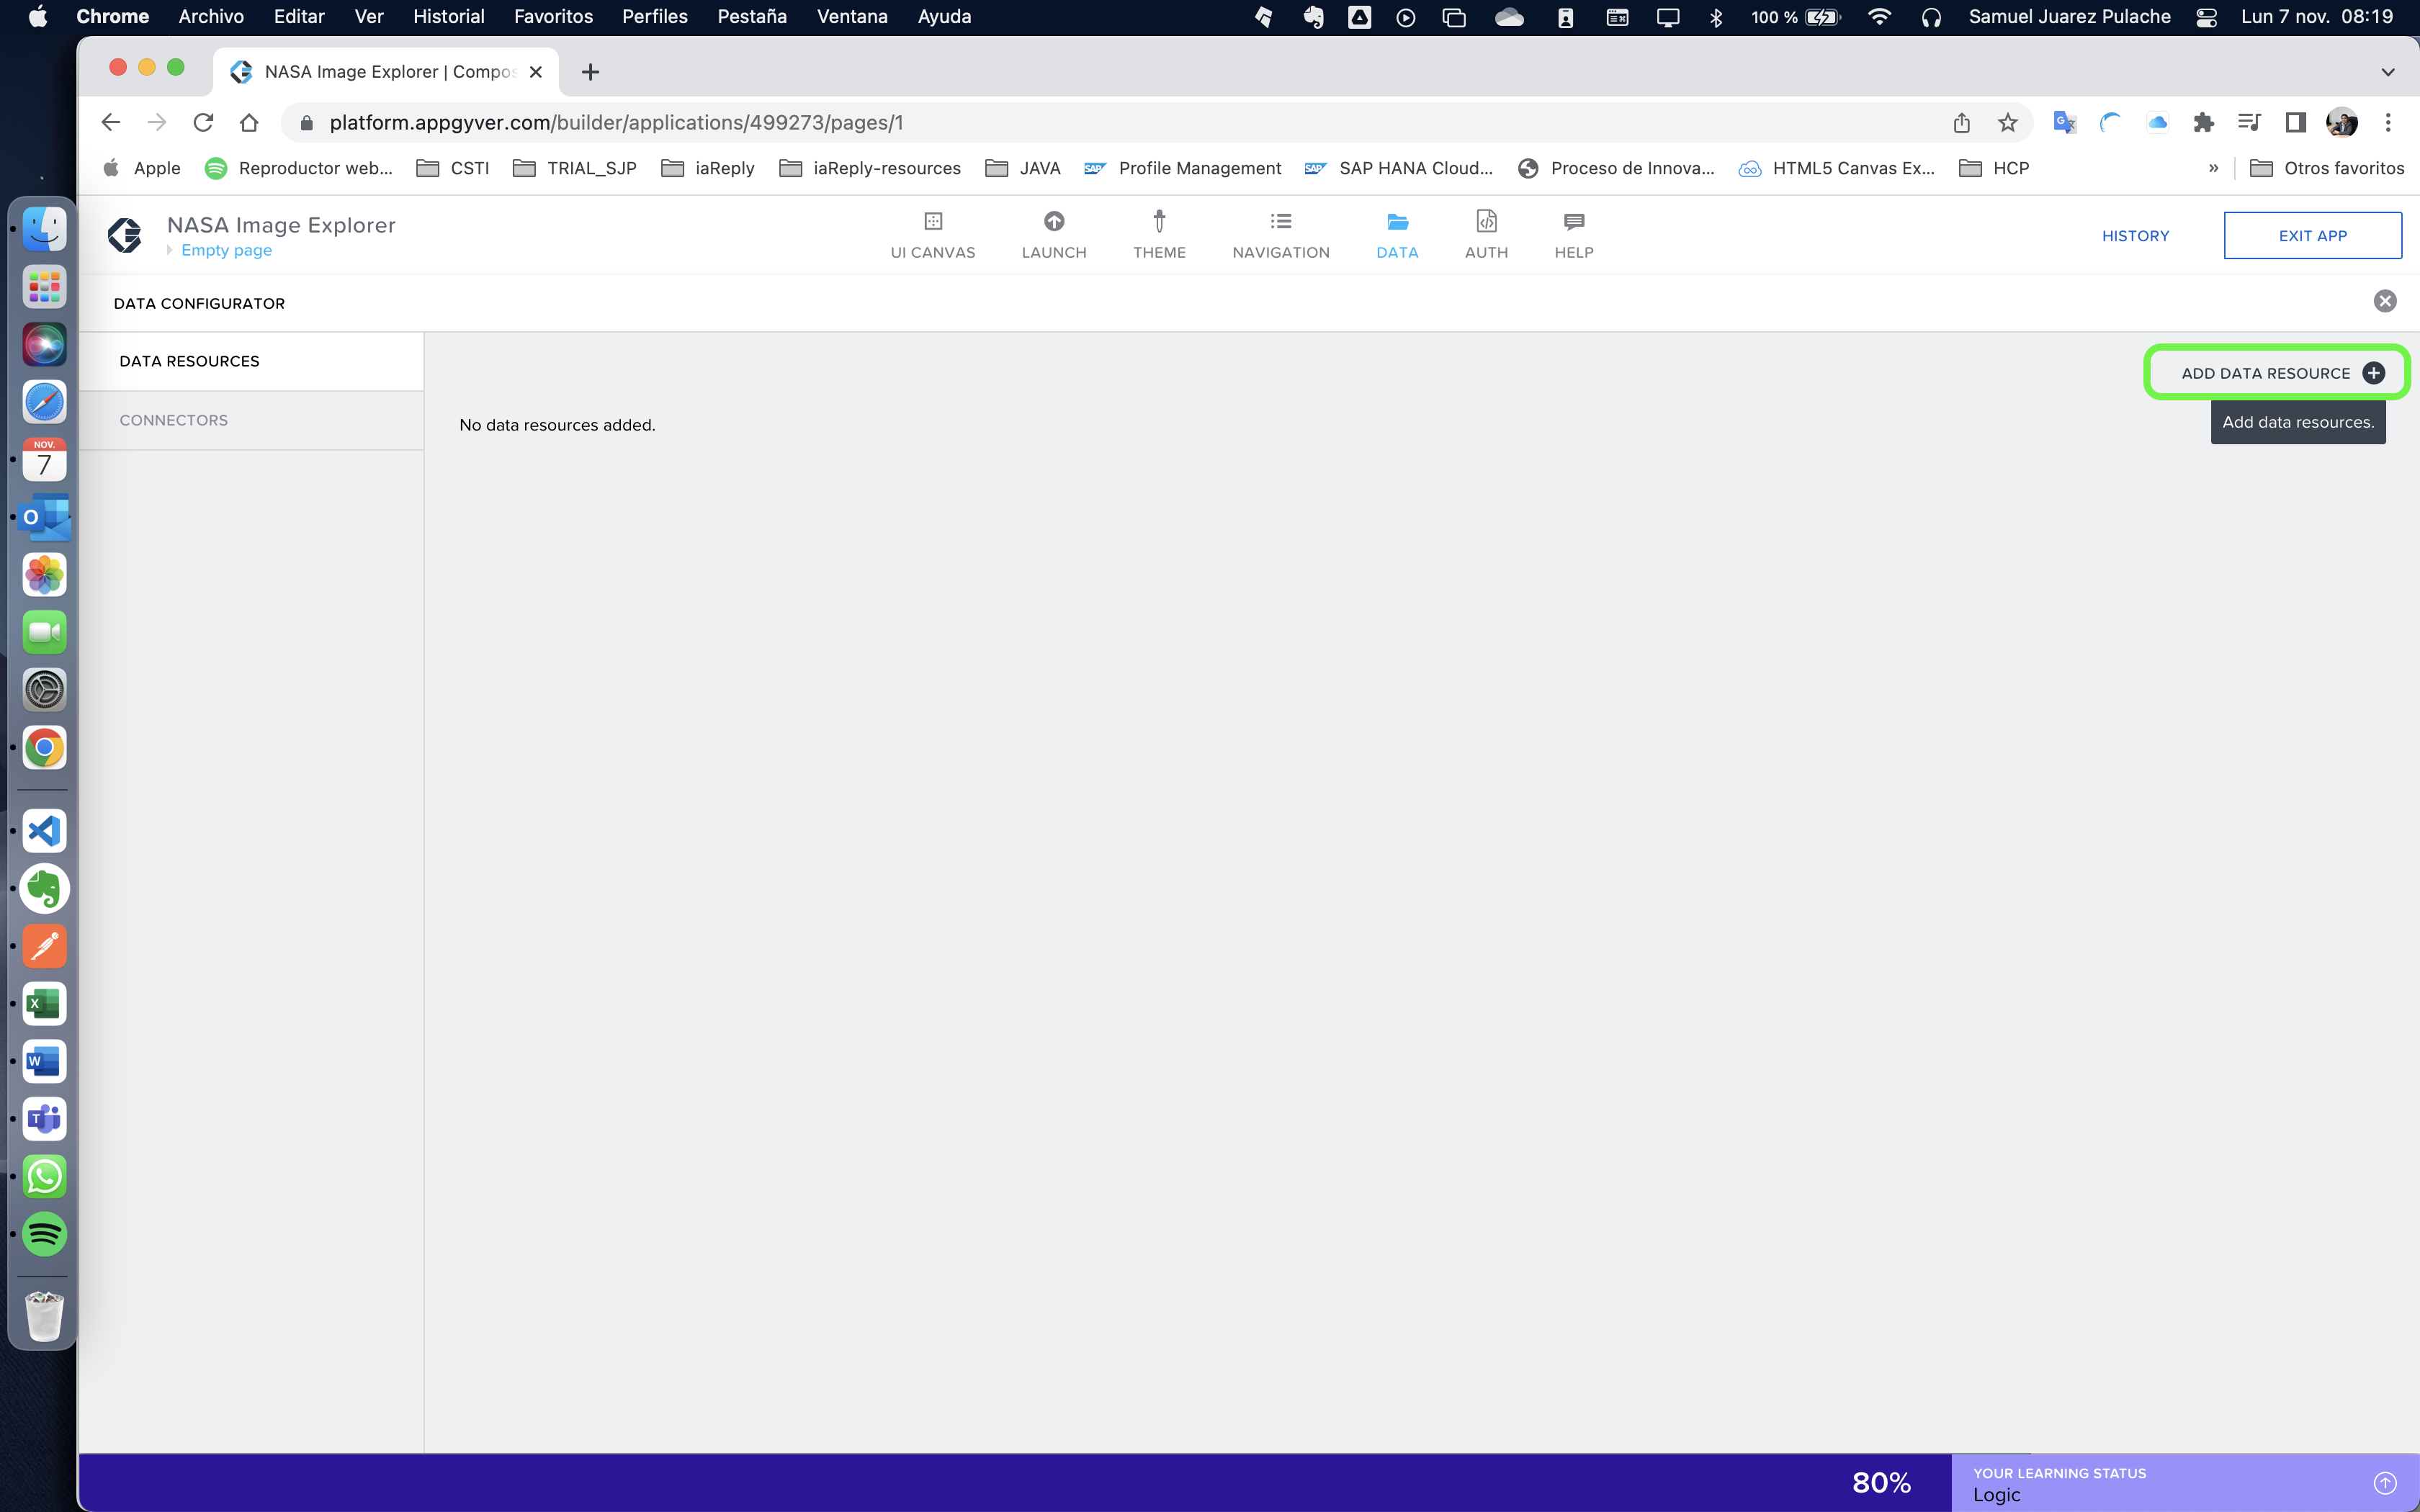 Chrome Archivo Editar Ver Historial Favoritos Perfiles Pestaña Ventana Ayuda 100 % Samuel Juarez Pulache Lun 7 nov. 08:19
NASA Image Explorer | Compos
platform.appgyver.com/builder/applications/499273/pages/1
Apple Reproductor web... CSTI TRIAL_SJP iaReply iaReply-resources JAVA SAP Profile Management SAP SAP HANA Cloud... Proceso de Innova... HTML5 Canvas Ex... HCP » Otros favoritos
NASA Image Explorer
Empty page
UI CANVAS LAUNCH THEME NAVIGATION DATA AUTH HELP
HISTORY EXIT APP
DATA CONFIGURATOR
DATA RESOURCES
ADD DATA RESOURCE
CONNECTORS
No data resources added.
Add data resources.
NOV.
7
80%
YOUR LEARNING STATUS
Logic